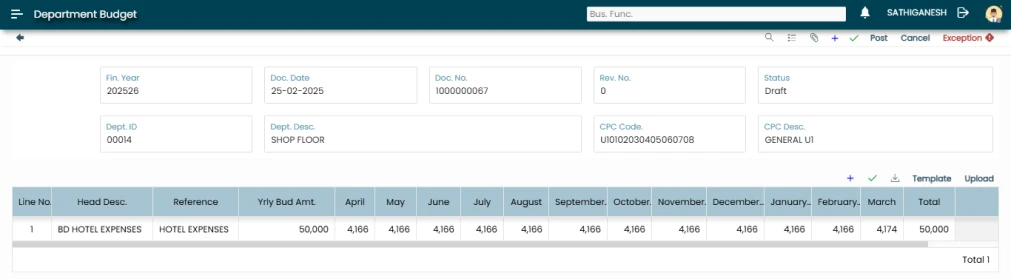 Department Budget Bus. Func. SATHIGANESH
Post Cancel Exception
Fin. Year Doc. Date Doc. No. Rev. No. Status
202526 25-02-2025 1000000067 0 Draft
Dept. ID Dept. Desc. CPC Code. CPC Desc.
00014 SHOP FLOOR U10102030405060708 GENERAL U1
Template Upload
Line No. Head Desc. Reference Yrly Bud Amt. April May June July August September.. October.. November.. December... January... February... March Total
1 BD HOTEL EXPENSES HOTEL EXPENSES 50,000 4,166 4,166 4,166 4,166 4,166 4,166 4,166 4,166 4,166 4,166 4,166 4,174 50,000
Total 1